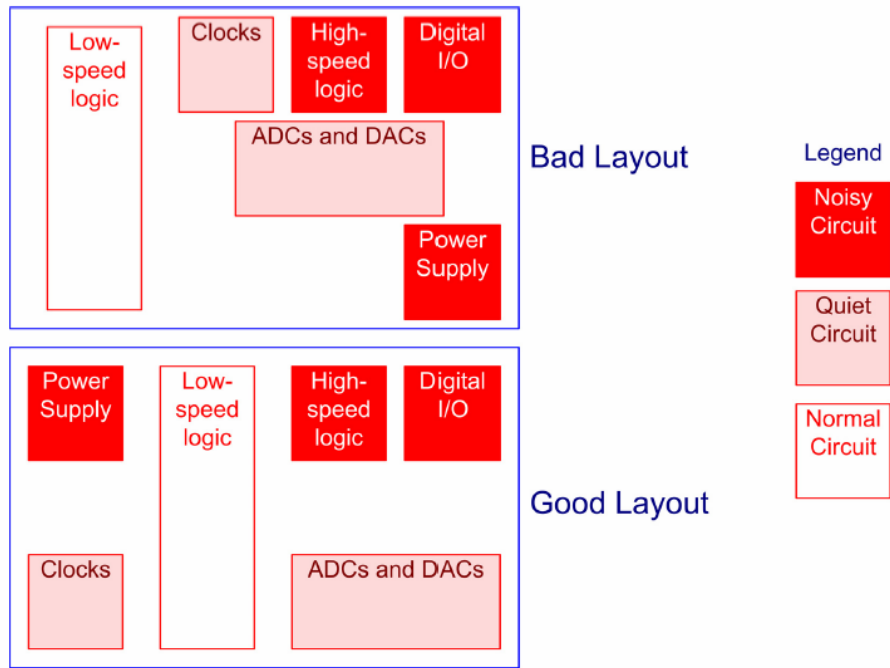 Low-
speed
logic
Clocks
High-
speed
logic
Digital
I/O
ADCs and DACs
Power
Supply
Bad Layout
Legend
Noisy
Circuit
Quiet
Circuit
Normal
Circuit
Power
Supply
Low-
speed
logic
High-
speed
logic
Digital
I/O
Clocks
ADCs and DACs
Good Layout